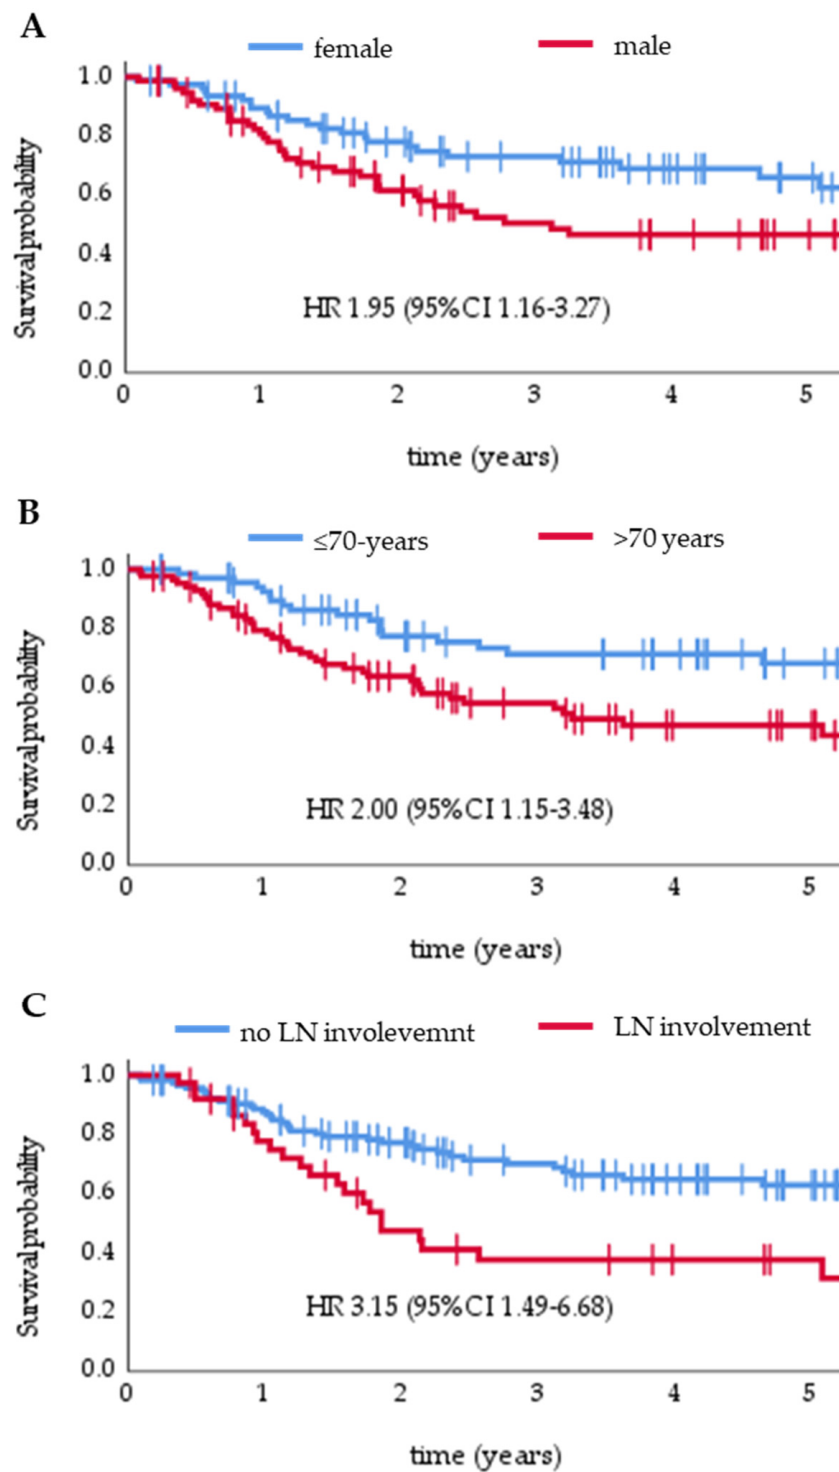 A
female male
1.0
0.8
0.6
0.4
0.2
0.0
Survival probability
HR 1.95 (95%CI 1.16-3.27)
0 1 2 3 4 5
time (years)
B
≤70-years >70 years
1.0
0.8
0.6
0.4
0.2
0.0
Survival probability
HR 2.00 (95%CI 1.15-3.48)
0 1 2 3 4 5
time (years)
C
no LN involevemnt LN involvement
1.0
0.8
0.6
0.4
0.2
0.0
Survival probability
HR 3.15 (95%CI 1.49-6.68)
0 1 2 3 4 5
time (years)